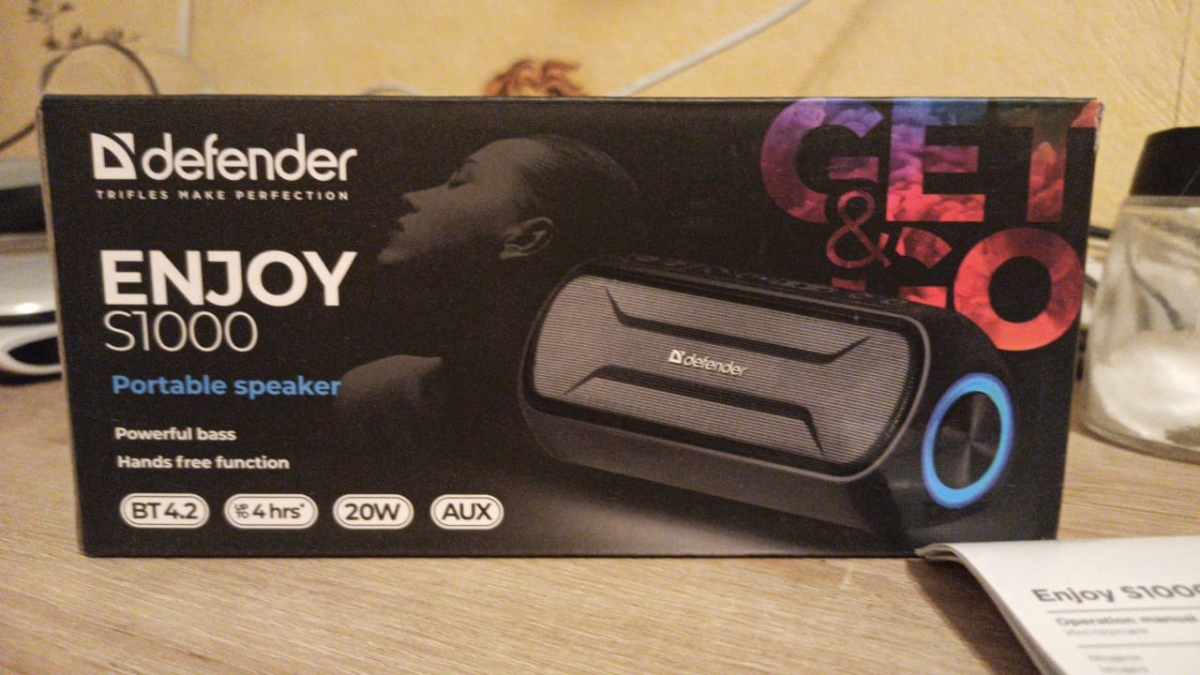 defender
TRIFLES MAKE PERFECTION
GET
&
GO
ENJOY
S1000
Portable speaker
defender
Powerful bass
Hands free function
BT 4.2
UP TO 4 hrs*
20W
AUX
Enjoy S1000
Operation manual